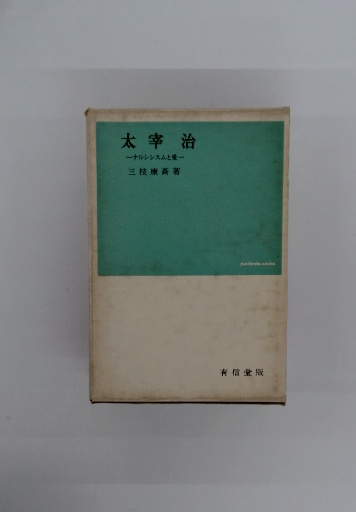 太宰治
―ナルシシスムと愛―
三枝康高著
有信堂版